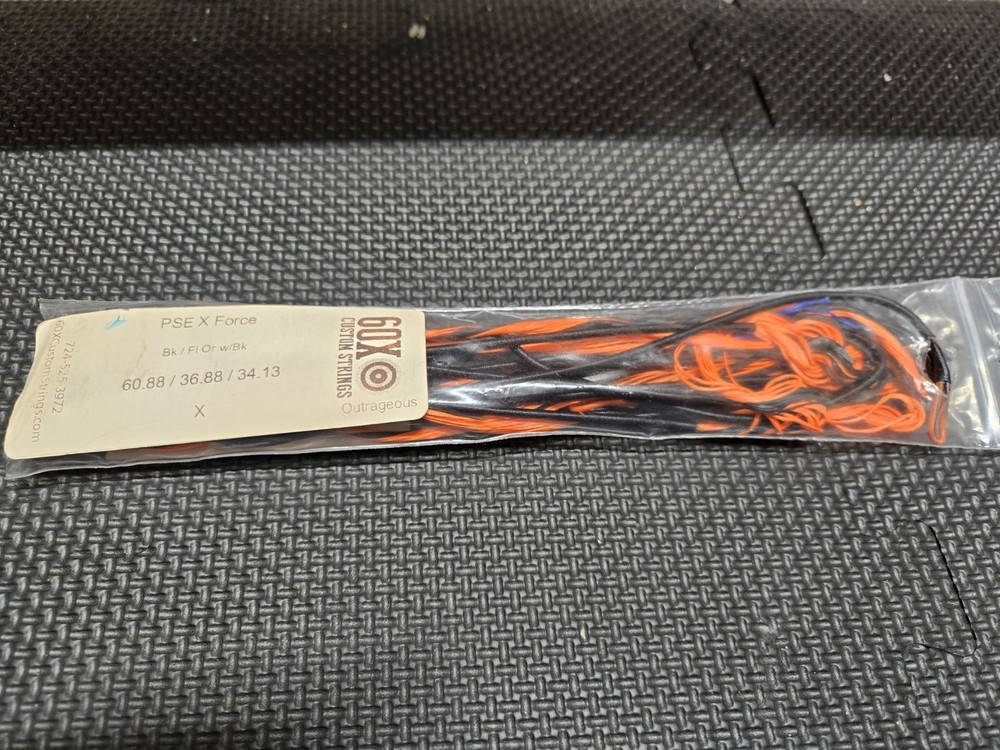 PSE X Force
Bk / Fl Or w/Bk
60.88 / 36.88 / 34.13
X
60X
CUSTOM STRINGS
Outrageous
774-525-3972
60XCustomstrings.com